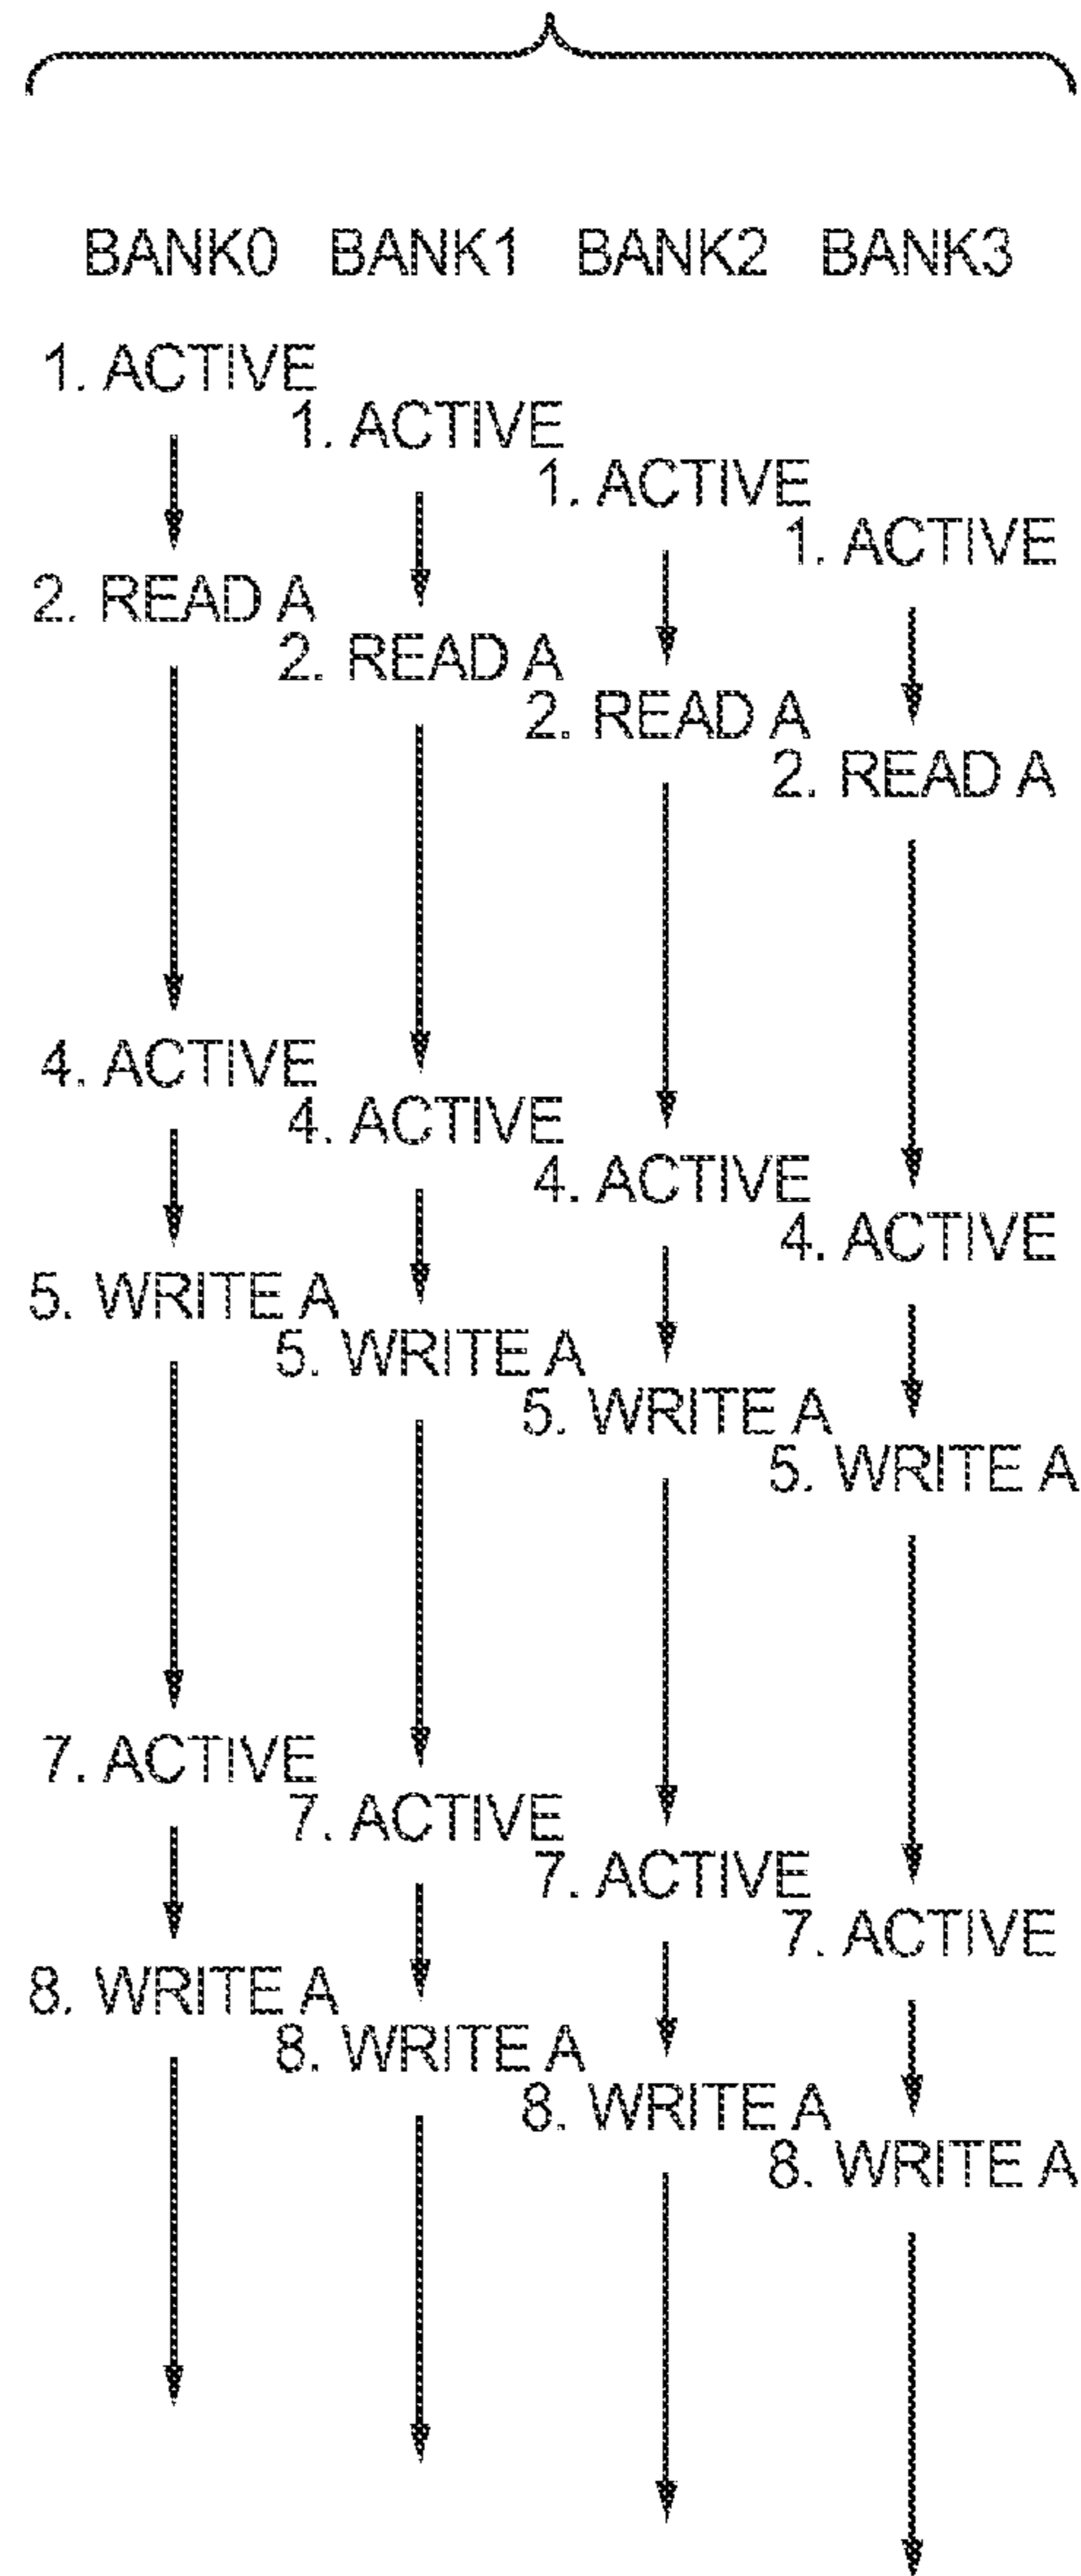 BANK0 BANK1 BANK2 BANK3
1. ACTIVE
1. ACTIVE
1. ACTIVE
1. ACTIVE
2. READ A
2. READ A
2. READ A
2. READ A
4. ACTIVE
4. ACTIVE
4. ACTIVE
4. ACTIVE
5. WRITE A
5. WRITE A
5. WRITE A
5. WRITE A
7. ACTIVE
7. ACTIVE
7. ACTIVE
7. ACTIVE
8. WRITE A
8. WRITE A
8. WRITE A
8. WRITE A